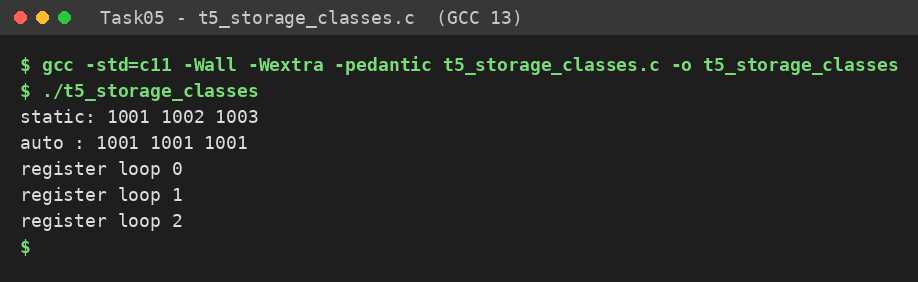 Task05 - t5_storage_classes.c  (GCC 13)
$ gcc -std=c11 -Wall -Wextra -pedantic t5_storage_classes.c -o t5_storage_classes
$ ./t5_storage_classes
static: 1001 1002 1003
auto : 1001 1001 1001
register loop 0
register loop 1
register loop 2
$